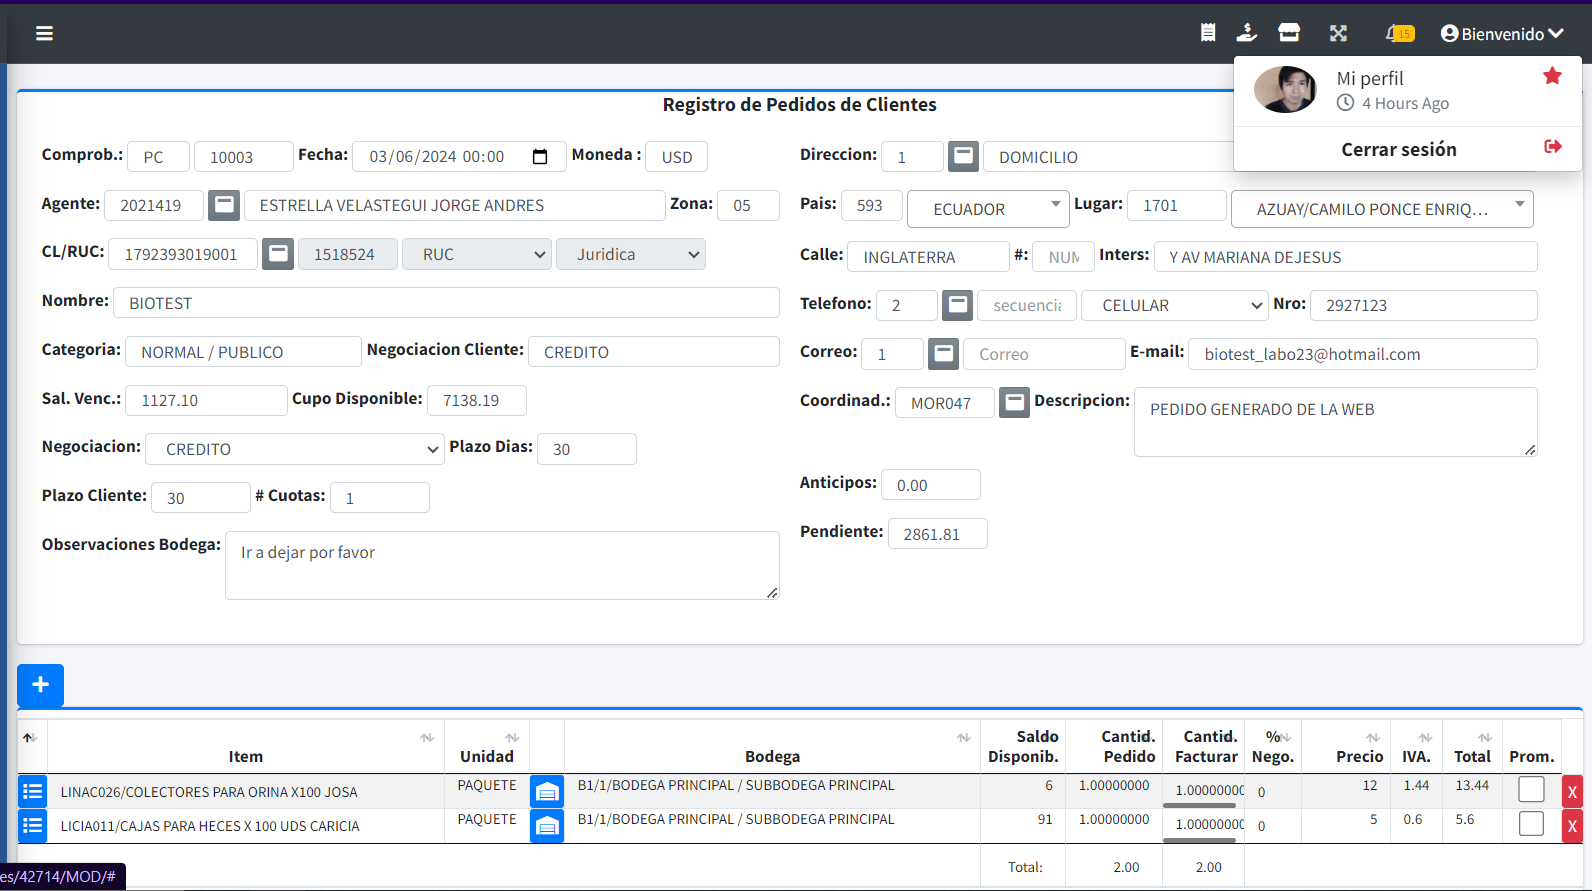 15
Bienvenido
Mi perfil
4 Hours Ago
Cerrar sesión
Registro de Pedidos de Clientes
Comprob.: PC 10003 Fecha: 03/06/2024 00:00 Moneda : USD
Agente: 2021419 ESTRELLA VELASTEGUI JORGE ANDRES Zona: 05
CL/RUC: 1792393019001 1518524 RUC Juridica
Nombre: BIOTEST
Categoria: NORMAL / PUBLICO Negociacion Cliente: CREDITO
Sal. Venc.: 1127.10 Cupo Disponible: 7138.19
Negociacion: CREDITO Plazo Dias: 30
Plazo Cliente: 30 # Cuotas: 1
Observaciones Bodega: Ir a dejar por favor
Direccion: 1 DOMICILIO
Pais: 593 ECUADOR Lugar: 1701 AZUAY/CAMILO PONCE ENRIQ...
Calle: INGLATERRA #: NUM Inters: Y AV MARIANA DEJESUS
Telefono: 2 secuencia CELULAR Nro: 2927123
Correo: 1 Correo E-mail: biotest_labo23@hotmail.com
Coordinad.: MOR047 Descripcion: PEDIDO GENERADO DE LA WEB
Anticipos: 0.00
Pendiente: 2861.81
+
Item Unidad Bodega Saldo Disponib. Cantid. Pedido Cantid. Facturar % Nego. Precio IVA. Total Prom.
LINAC026/COLECTORES PARA ORINA X100 JOSA PAQUETE B1/1/BODEGA PRINCIPAL / SUBBODEGA PRINCIPAL 6 1.00000000 1.00000000 0 12 1.44 13.44 X
LICIA011/CAJAS PARA HECES X 100 UDS CARICIA PAQUETE B1/1/BODEGA PRINCIPAL / SUBBODEGA PRINCIPAL 91 1.00000000 1.00000000 0 5 0.6 5.6 X
Total: 2.00 2.00
es/42714/MOD/#